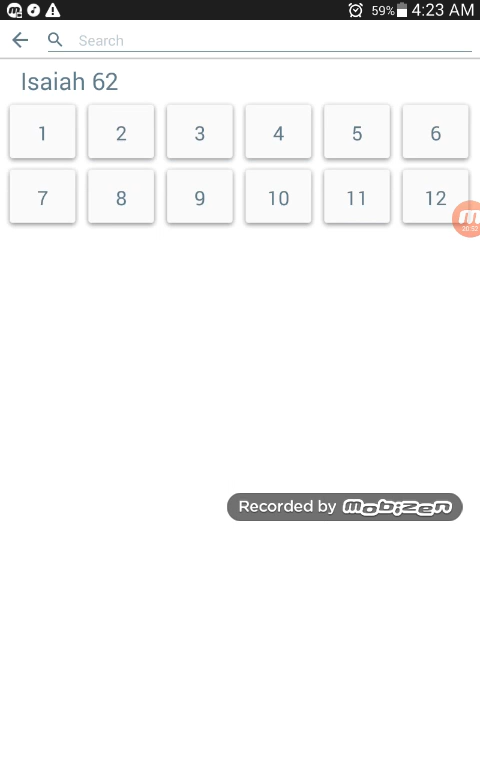 59% 4:23 AM
Search
Isaiah 62
1 2 3 4 5 6
7 8 9 10 11 12
Recorded by mobizen